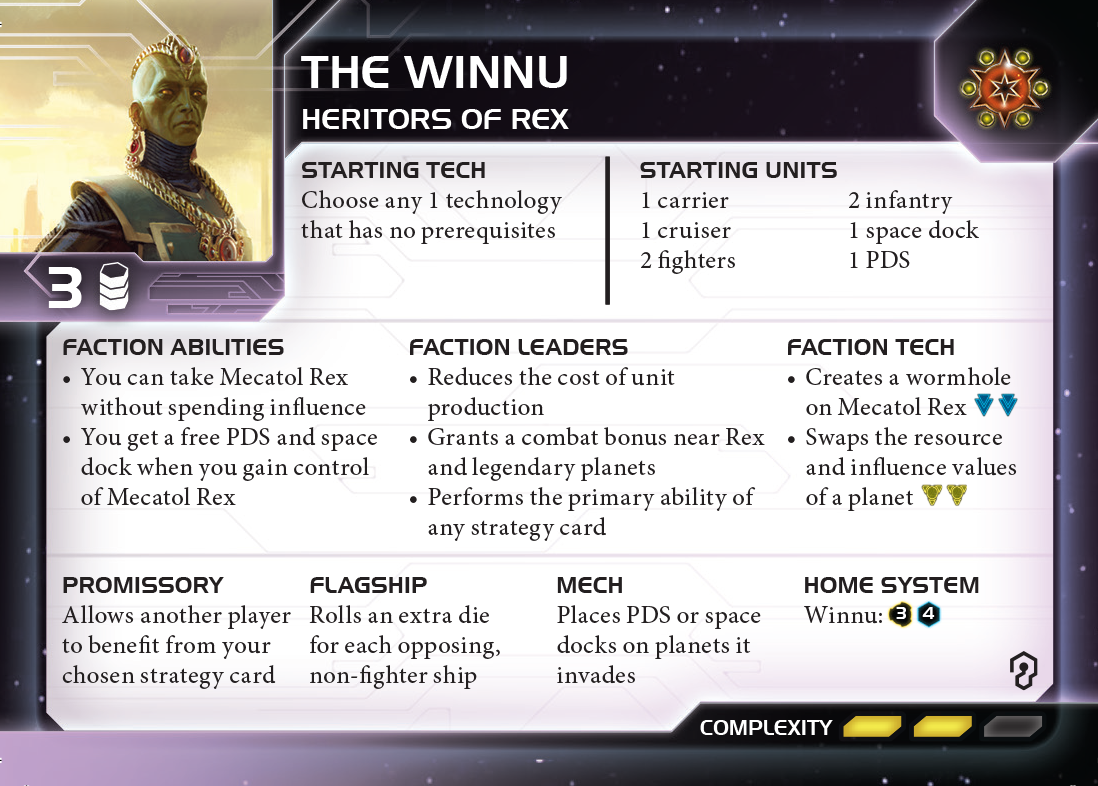 THE WINNU
HERITORS OF REX
3
STARTING TECH
Choose any 1 technology
that has no prerequisites
STARTING UNITS
1 carrier
1 cruiser
2 fighters
2 infantry
1 space dock
1 PDS
FACTION ABILITIES
• You can take Mecatol Rex
without spending influence
• You get a free PDS and space
dock when you gain control
of Mecatol Rex
FACTION LEADERS
• Reduces the cost of unit
production
• Grants a combat bonus near Rex
and legendary planets
• Performs the primary ability of
any strategy card
FACTION TECH
• Creates a wormhole
on Mecatol Rex
• Swaps the resource
and influence values
of a planet
PROMISSORY
Allows another player
to benefit from your
chosen strategy card
FLAGSHIP
Rolls an extra die
for each opposing,
non-fighter ship
MECH
Places PDS or space
docks on planets it
invades
HOME SYSTEM
Winnu: 3 4
COMPLEXITY